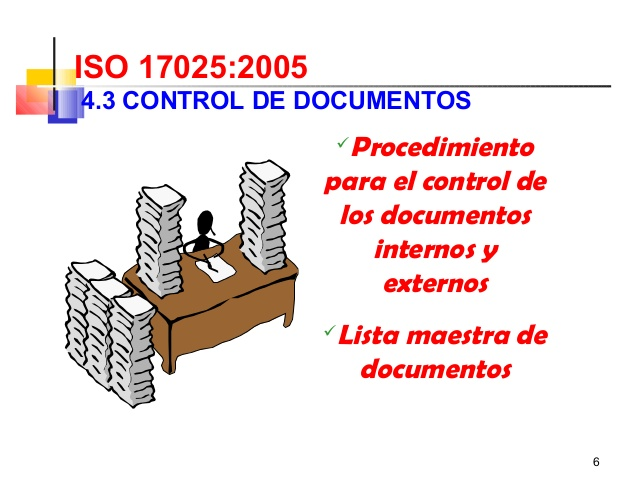 ISO 17025:2005
4.3 CONTROL DE DOCUMENTOS
✓Procedimiento
para el control de
los documentos
internos y
externos
✓Lista maestra de
documentos
6